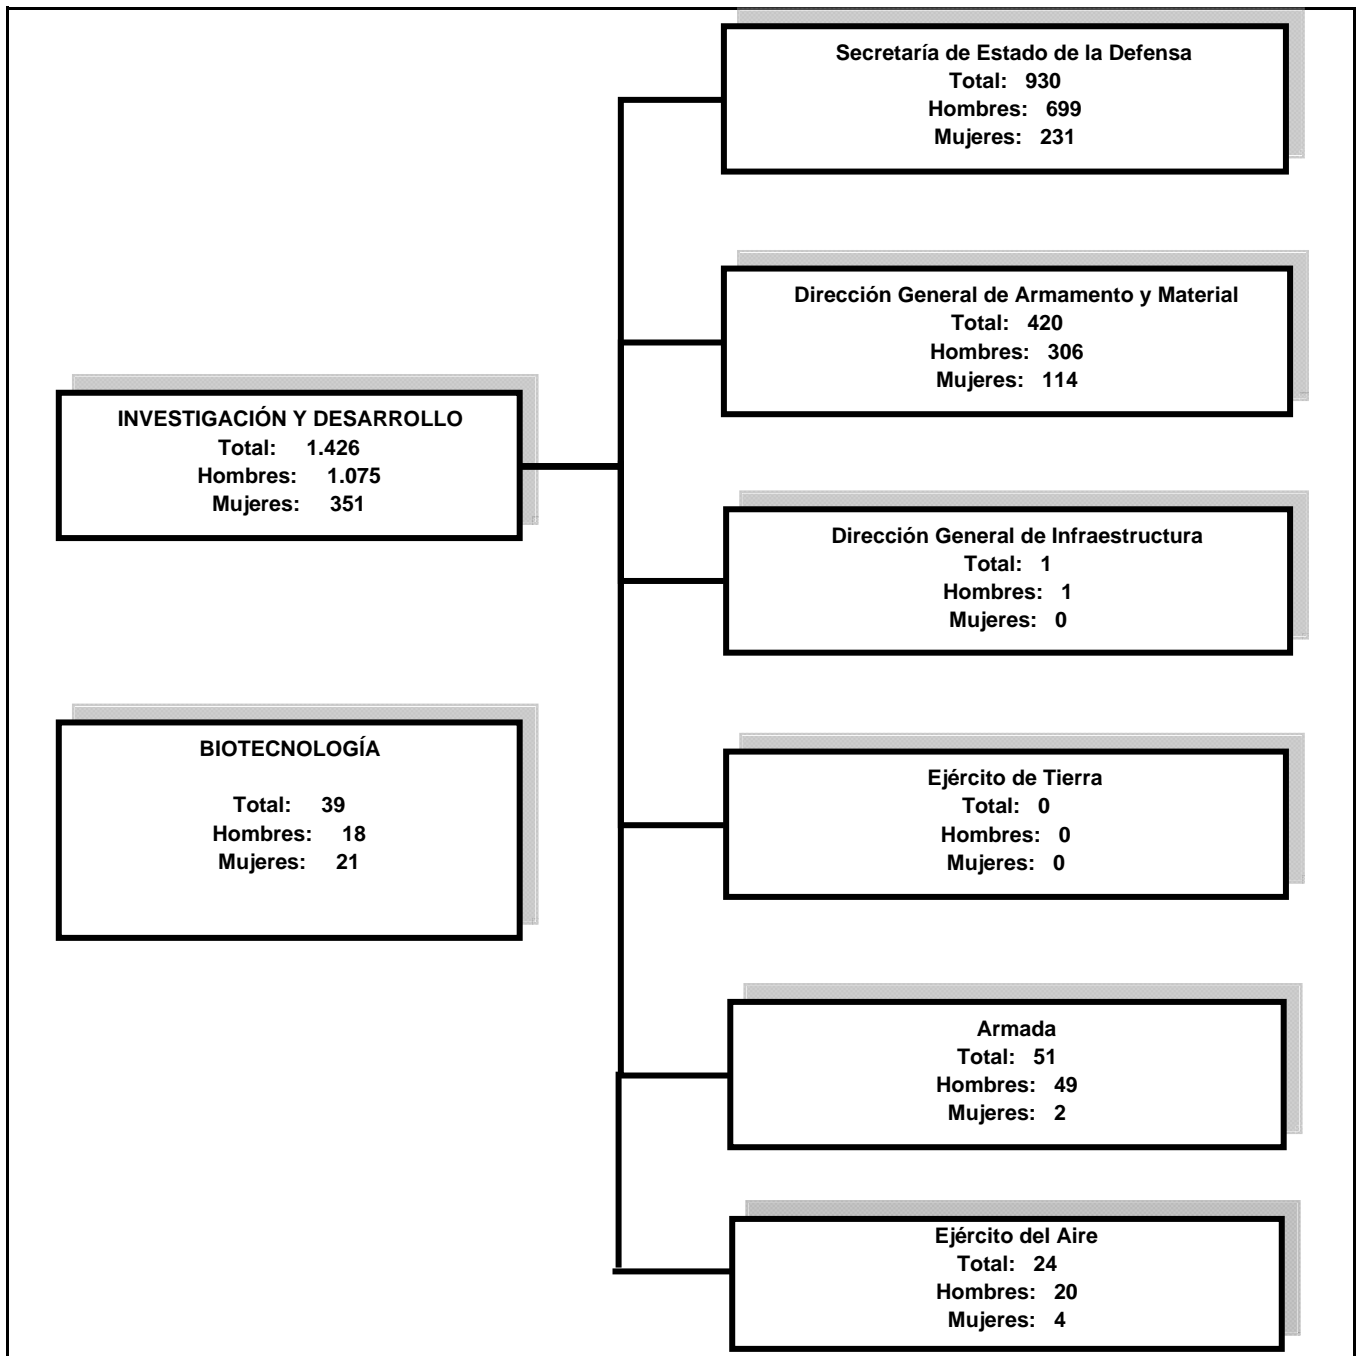 Secretaría de Estado de la Defensa
Total: 930
Hombres: 699
Mujeres: 231
Dirección General de Armamento y Material
Total: 420
Hombres: 306
Mujeres: 114
INVESTIGACIÓN Y DESARROLLO
Total: 1.426
Hombres: 1.075
Mujeres: 351
Dirección General de Infraestructura
Total: 1
Hombres: 1
Mujeres: 0
BIOTECNOLOGÍA
Total: 39
Hombres: 18
Mujeres: 21
Ejército de Tierra
Total: 0
Hombres: 0
Mujeres: 0
Armada
Total: 51
Hombres: 49
Mujeres: 2
Ejército del Aire
Total: 24
Hombres: 20
Mujeres: 4